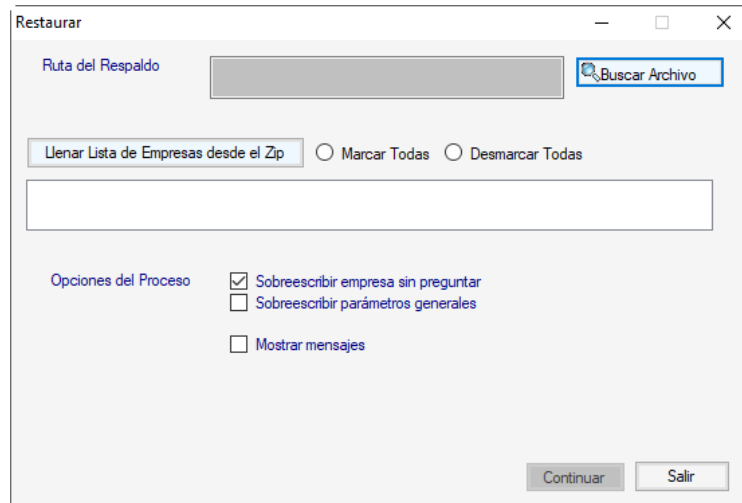 Restaurar
Ruta del Respaldo
Buscar Archivo
Llenar Lista de Empresas desde el Zip
Marcar Todas
Desmarcar Todas
Opciones del Proceso
Sobreescribir empresa sin preguntar
Sobreescribir parámetros generales
Mostrar mensajes
Continuar
Salir